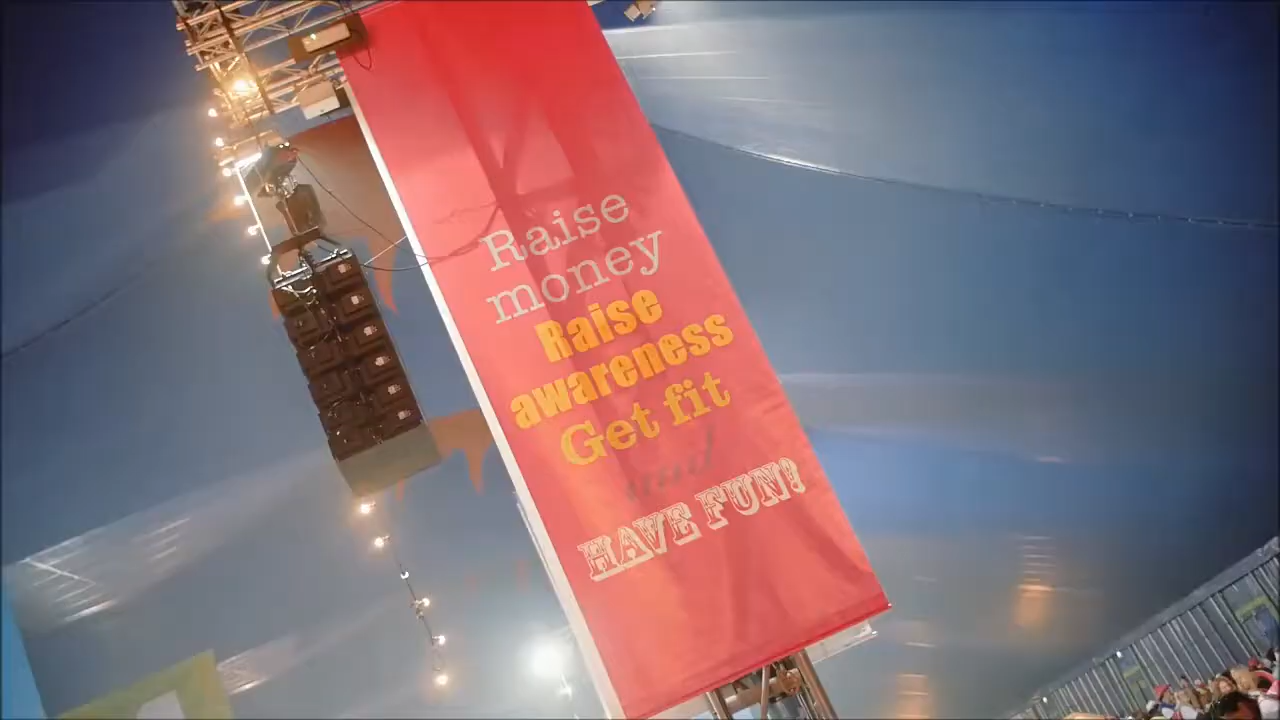 Raise
money
Raise
awareness
Get fit
and
HAVE FUN!